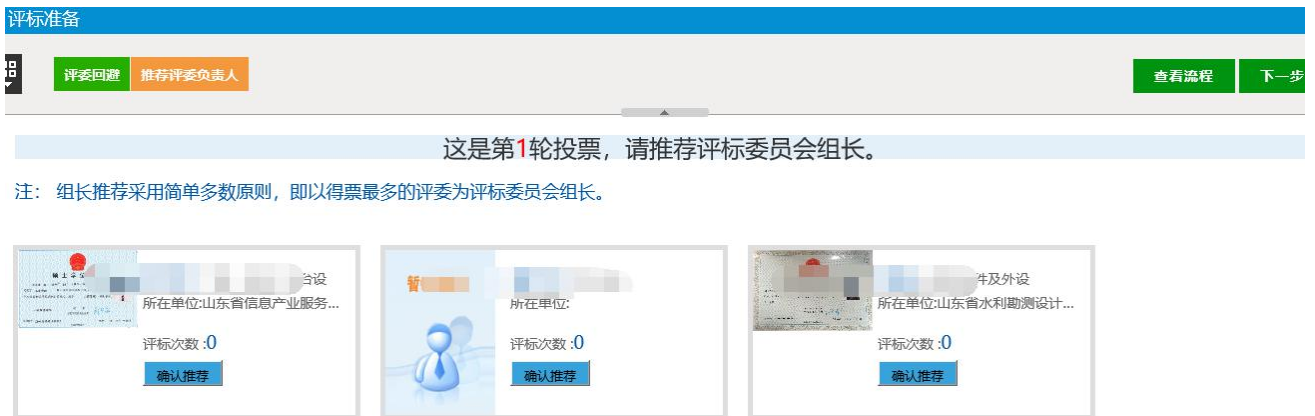 评标准备
评委回避 推荐评委负责人 查看流程 下一步
这是第1轮投票，请推荐评标委员会组长。
注： 组长推荐采用简单多数原则，即以得票最多的评委为评标委员会组长。
台设
所在单位:山东省信息产业服务...
评标次数 :0
确认推荐
暂
所在单位:
评标次数 :0
确认推荐
件及外设
所在单位:山东省水利勘测设计...
评标次数 :0
确认推荐